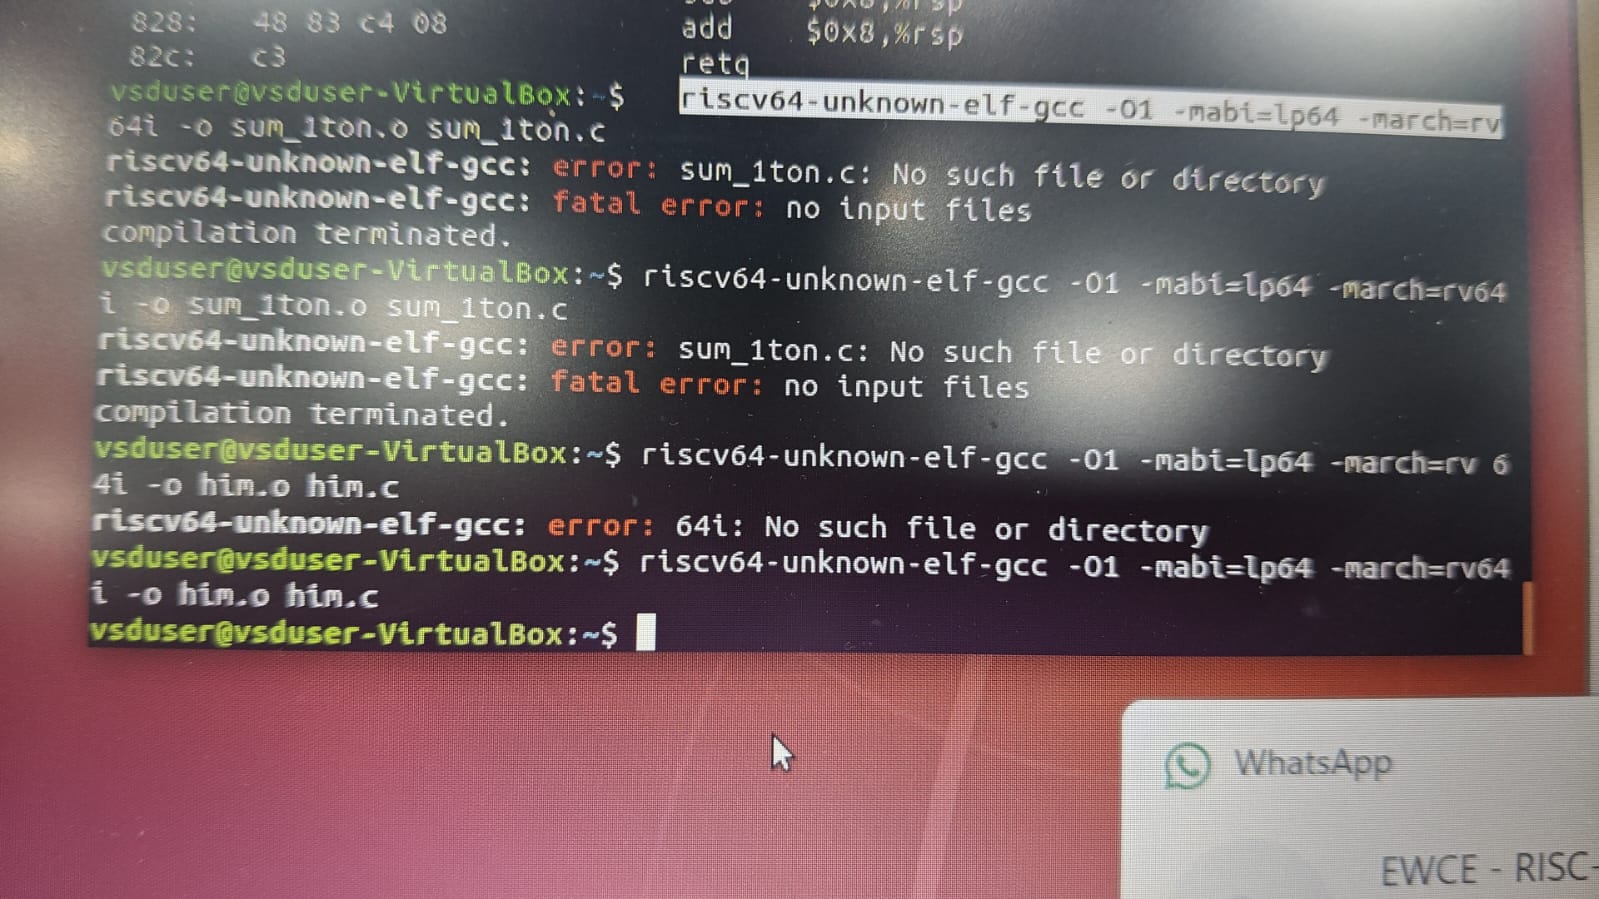 $0x8,%rsp
828: 48 83 c4 08 add $0x8,%rsp
82c: c3 retq
vsduser@vsduser-VirtualBox:~$ riscv64-unknown-elf-gcc -O1 -mabi=lp64 -march=rv
64i -o sum_1ton.o sum_1ton.c
riscv64-unknown-elf-gcc: error: sum_1ton.c: No such file or directory
riscv64-unknown-elf-gcc: fatal error: no input files
compilation terminated.
vsduser@vsduser-VirtualBox:~$ riscv64-unknown-elf-gcc -O1 -mabi=lp64 -march=rv64
i -o sum_1ton.o sum_1ton.c
riscv64-unknown-elf-gcc: error: sum_1ton.c: No such file or directory
riscv64-unknown-elf-gcc: fatal error: no input files
compilation terminated.
vsduser@vsduser-VirtualBox:~$ riscv64-unknown-elf-gcc -O1 -mabi=lp64 -march=rv 6
4i -o him.o him.c
riscv64-unknown-elf-gcc: error: 64i: No such file or directory
vsduser@vsduser-VirtualBox:~$ riscv64-unknown-elf-gcc -O1 -mabi=lp64 -march=rv64
i -o him.o him.c
vsduser@vsduser-VirtualBox:~$
WhatsApp
EWCE - RISC-